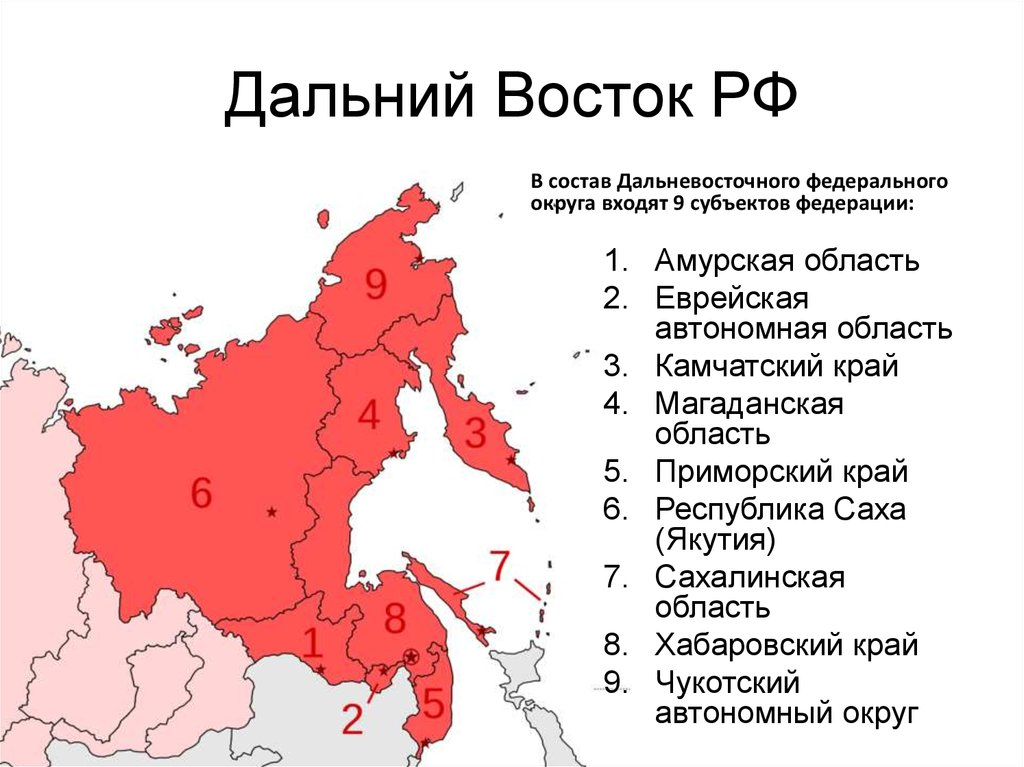 Дальний Восток РФ
В состав Дальневосточного федерального
округа входят 9 субъектов федерации:
1. Амурская область
2. Еврейская
автономная область
3. Камчатский край
4. Магаданская
область
5. Приморский край
6. Республика Саха
(Якутия)
7. Сахалинская
область
8. Хабаровский край
9. Чукотский
автономный округ
9
4
3
6
7
8
1
5
2